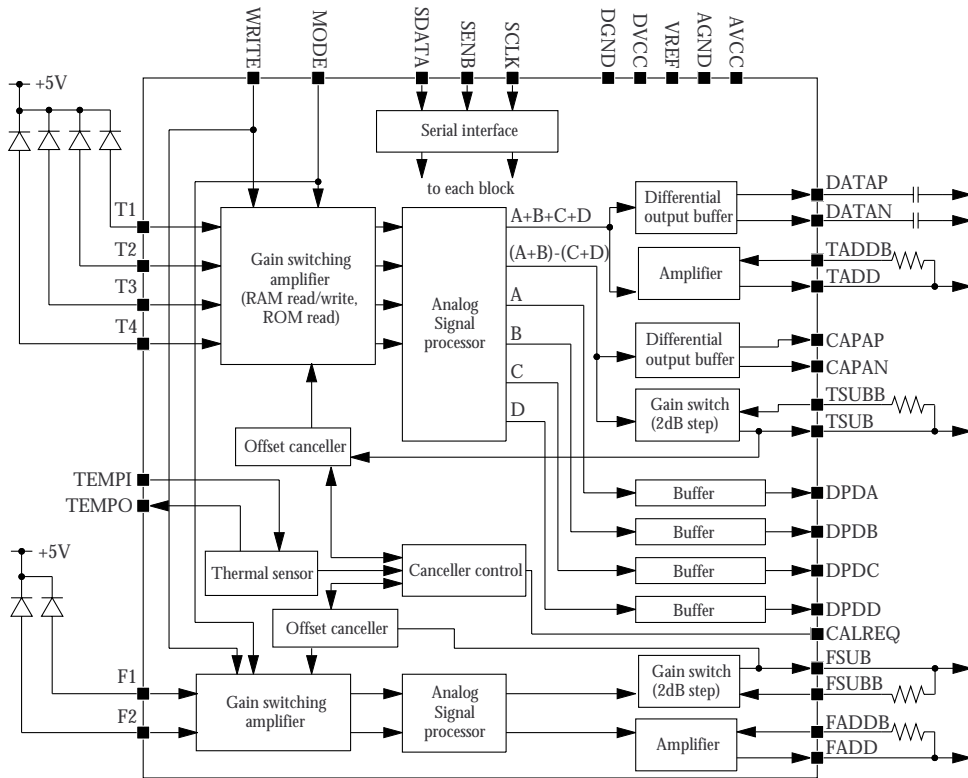 WRITE
MODE
SDATA
SENB
SCLK
DGND
DVCC
VREF
AGND
AVCC
+5V
Serial interface
to each block
T1
T2
T3
T4
Gain switching
amplifier
(RAM read/write,
ROM read)
Analog
Signal
processor
A+B+C+D
(A+B)-(C+D)
A
B
C
D
Differential
output buffer
DATAP
DATAN
Amplifier
TADDB
TADD
Differential
output buffer
CAPAP
CAPAN
Gain switch
(2dB step)
TSUBB
TSUB
Offset canceller
TEMPI
TEMPO
Buffer
DPDA
Buffer
DPDB
Buffer
DPDC
Buffer
DPDD
+5V
Thermal sensor
Canceller control
CALREQ
Offset canceller
F1
F2
Gain switching
amplifier
Analog
Signal
processor
Gain switch
(2dB step)
FSUB
FSUBB
Amplifier
FADDB
FADD